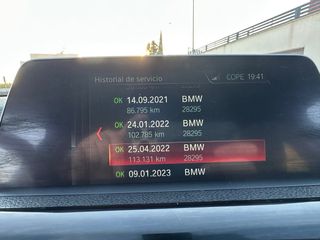 Historial de servicio COPE 19:41
OK 14.09.2021 BMW
86.795 km 28295
OK 24.01.2022 BMW
102.785 km 28295
OK 25.04.2022 BMW
113.131 km 28295
OK 09.01.2023 BMW